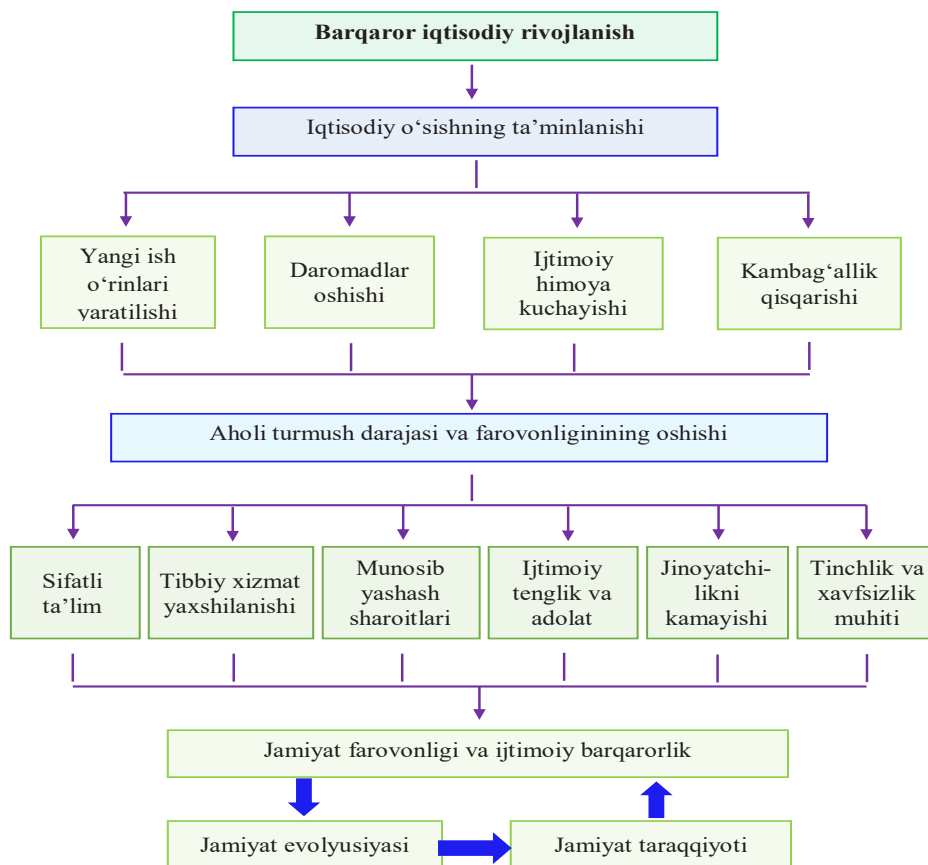 Barqaror iqtisodiy rivojlanish
Iqtisodiy o‘sishning ta’minlanishi
Yangi ish
o‘rinlari
yaratilishi
Daromadlar
oshishi
Ijtimoiy
himoya
kuchayishi
Kambag‘allik
qisqarishi
Aholi turmush darajasi va farovonliginining oshishi
Sifatli
ta’lim
Tibbiy xizmat
yaxshilanishi
Munosib
yashash
sharoitlari
Ijtimoiy
tenglik va
adolat
Jinoyatchi-
likni
kamayishi
Tinchlik va
xavfsizlik
muhiti
Jamiyat farovonligi va ijtimoiy barqarorlik
Jamiyat evolyusiyasi
Jamiyat taraqqiyoti